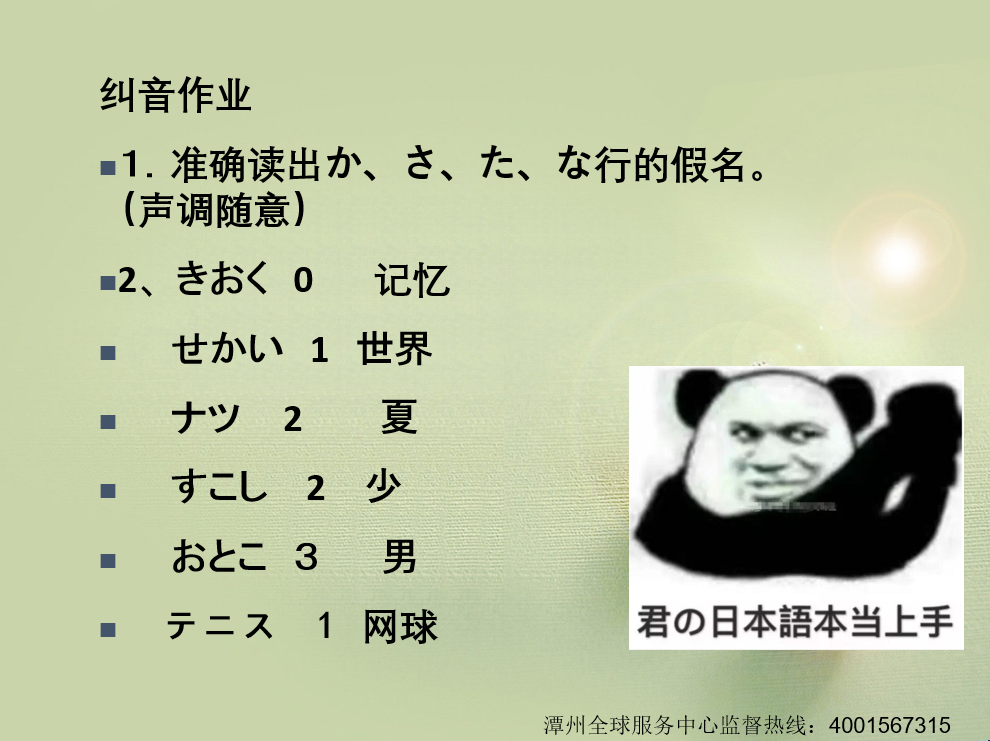 纠音作业
1. 准确读出か、さ、た、な行的假名。
(声调随意)
2、きおく 0 记忆
せかい 1 世界
ナツ 2 夏
すこし 2 少
おとこ 3 男
テニス 1 网球
君の日本語本当上手
潭州全球服务中心监督热线：4001567315